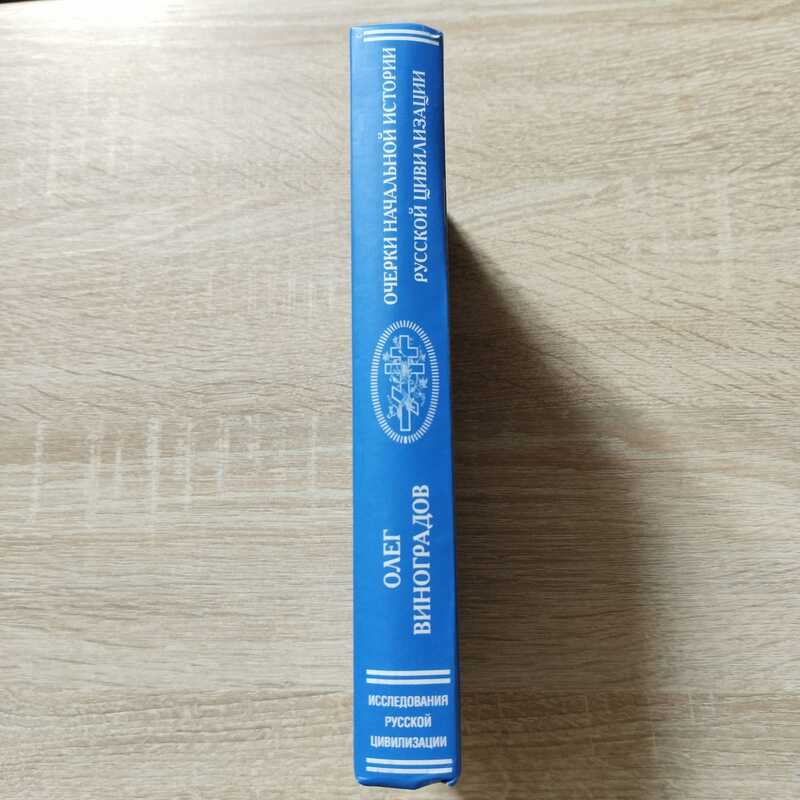 ОЛЕГ
ВИНОГРАДОВ
ОЧЕРКИ НАЧАЛЬНОЙ ИСТОРИИ
РУССКОЙ ЦИВИЛИЗАЦИИ
ИССЛЕДОВАНИЯ
РУССКОЙ
ЦИВИЛИЗАЦИИ